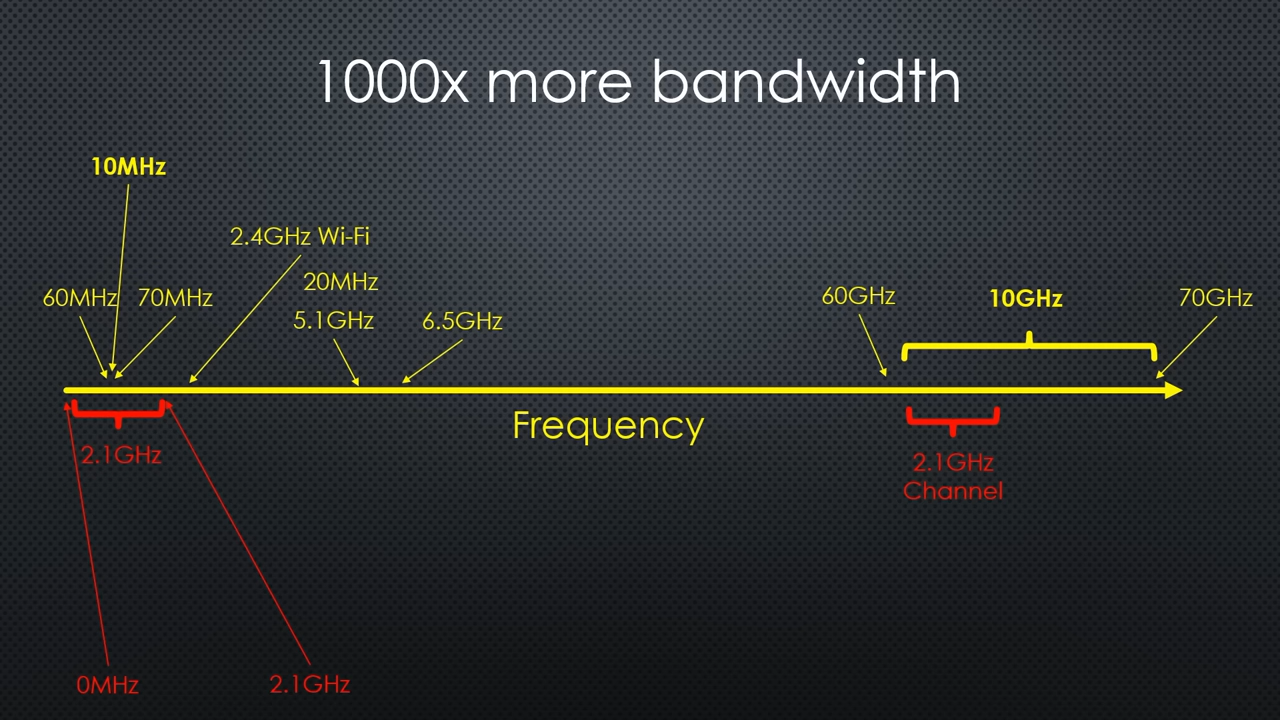 1000x more bandwidth
10MHz
2.4GHz Wi-Fi
20MHz
60MHz
70MHz
5.1GHz
6.5GHz
60GHz
10GHz
70GHz
Frequency
2.1GHz
2.1GHz
Channel
0MHz
2.1GHz